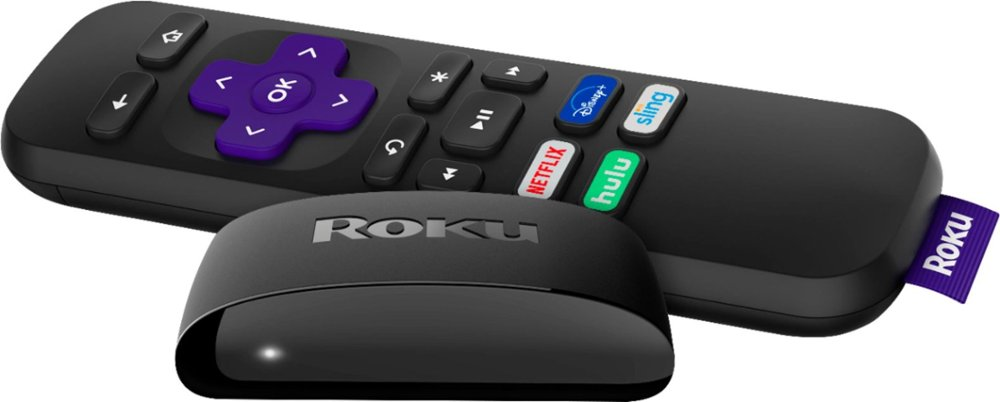 OK
Disney+
sling
NETFLIX
hulu
Roku
Roku